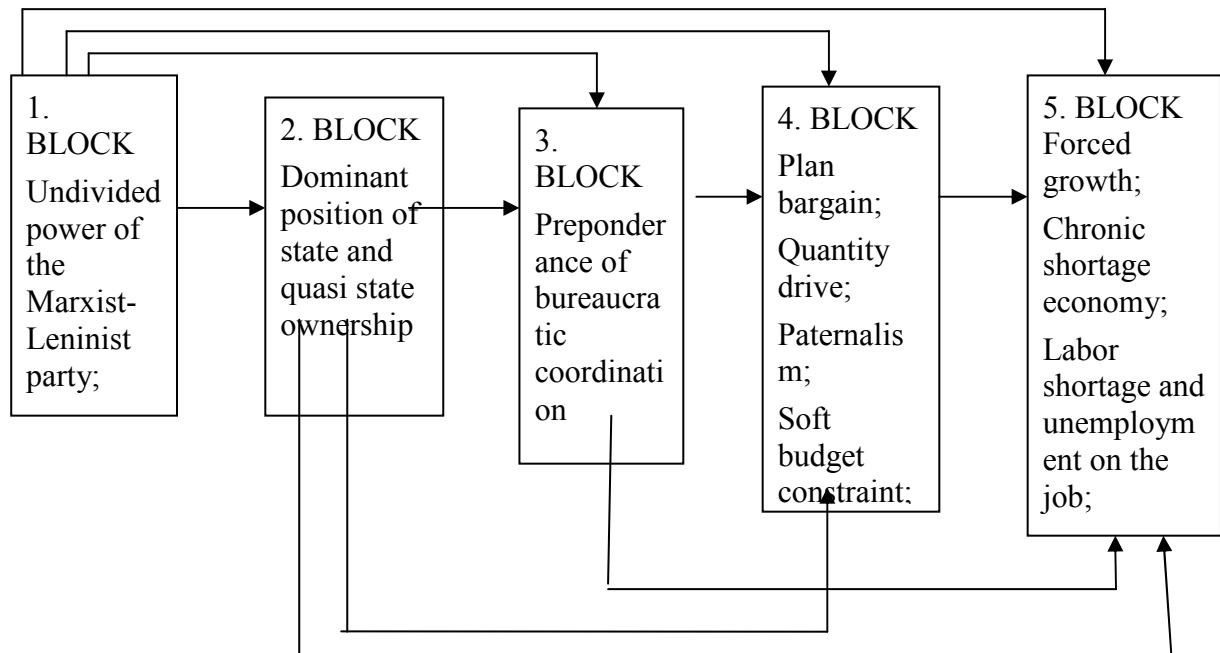 1.
BLOCK
Undivided
power of
the
Marxist-
Leninist
party;
2. BLOCK
Dominant
position of
state and
quasi state
ownership
3.
BLOCK
Preponder
ance of
bureaucra
tic
coordinati
on
4. BLOCK
Plan
bargain;
Quantity
drive;
Paternalis
m;
Soft
budget
constraint;
5. BLOCK
Forced
growth;
Chronic
shortage
economy;
Labor
shortage and
unemploym
ent on the
job;